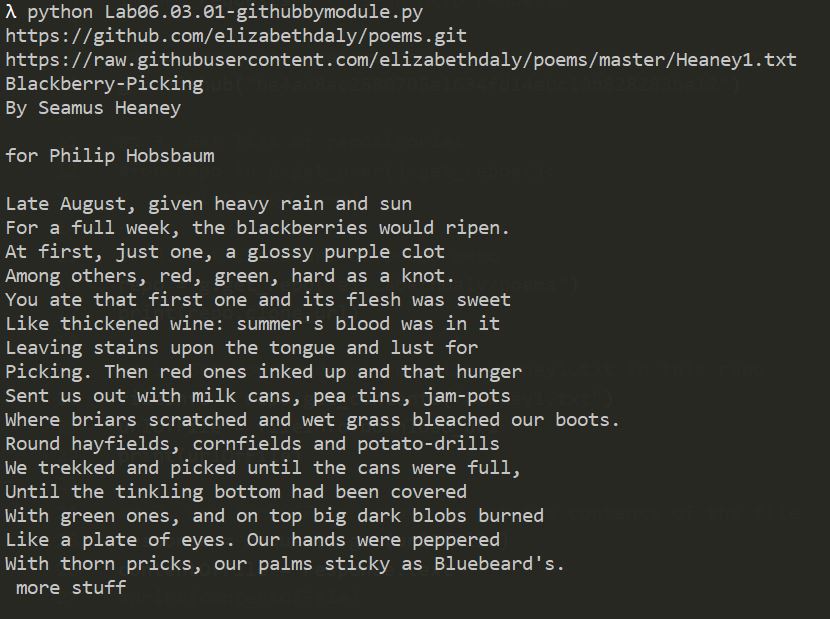 λ python Lab06.03.01-githubbymodule.py
https://github.com/elizabethdaly/poems.git
https://raw.githubusercontent.com/elizabethdaly/poems/master/Heaney1.txt
Blackberry-Picking
By Seamus Heaney

for Philip Hobsbaum

Late August, given heavy rain and sun
For a full week, the blackberries would ripen.
At first, just one, a glossy purple clot
Among others, red, green, hard as a knot.
You ate that first one and its flesh was sweet
Like thickened wine: summer's blood was in it
Leaving stains upon the tongue and lust for
Picking. Then red ones inked up and that hunger
Sent us out with milk cans, pea tins, jam-pots
Where briars scratched and wet grass bleached our boots.
Round hayfields, cornfields and potato-drills
We trekked and picked until the cans were full,
Until the tinkling bottom had been covered
With green ones, and on top big dark blobs burned
Like a plate of eyes. Our hands were peppered
With thorn pricks, our palms sticky as Bluebeard's.
 more stuff